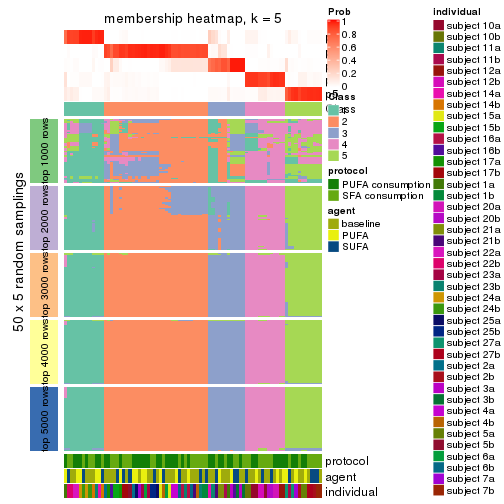 membership heatmap, k = 5
50 x 5 random samplings
top 1000 rows
top 2000 rows
top 3000 rows
top 4000 rows
top 5000 rows
protocol
agent
individual
Prob
1
0.8
0.6
0.4
0.2
0
Class
1
2
3
4
5
protocol
PUFA consumption
SFA consumption
agent
baseline
PUFA
SUFA
individual
subject 10a
subject 10b
subject 11a
subject 11b
subject 12a
subject 12b
subject 14a
subject 14b
subject 15a
subject 15b
subject 16a
subject 16b
subject 17a
subject 17b
subject 1a
subject 1b
subject 20a
subject 20b
subject 21a
subject 21b
subject 22a
subject 22b
subject 23a
subject 23b
subject 24a
subject 24b
subject 25a
subject 25b
subject 27a
subject 27b
subject 2a
subject 2b
subject 3a
subject 3b
subject 4a
subject 4b
subject 5a
subject 5b
subject 6a
subject 6b
subject 7a
subject 7b